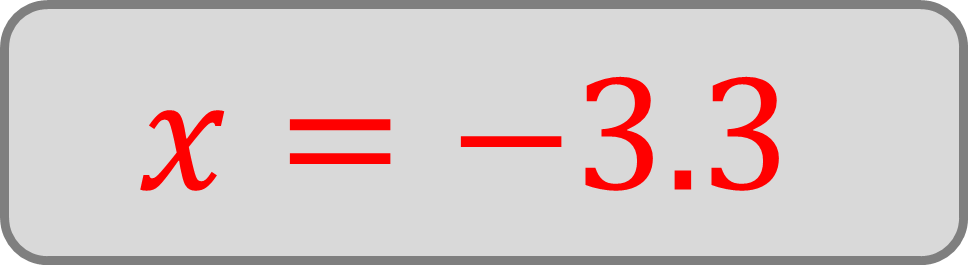 x = −3.3